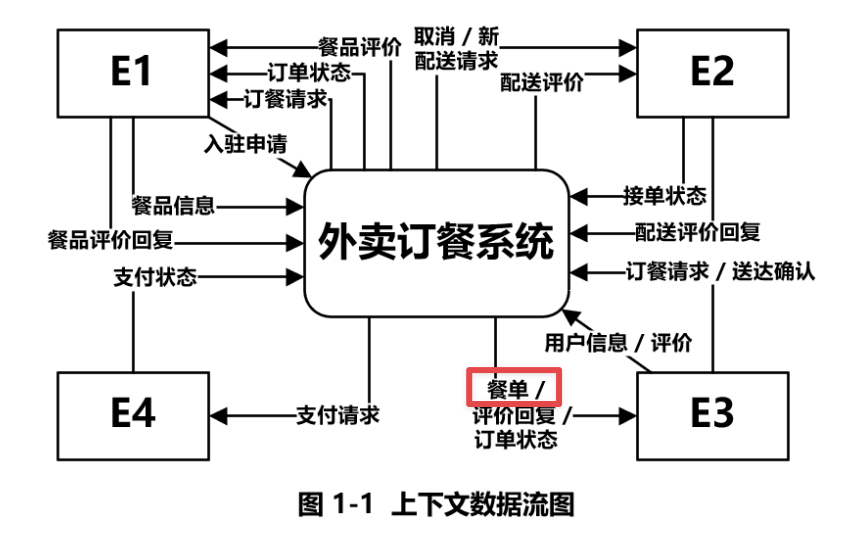 E1
餐品评价
取消 / 新
配送请求
E2
订单状态
配送评价
订餐请求
入驻申请
接单状态
餐品信息
外卖订餐系统
配送评价回复
餐品评价回复
订餐请求 / 送达确认
支付状态
用户信息 / 评价
餐单 /
E4
支付请求
评价回复 /
订单状态
E3
图 1-1 上下文数据流图